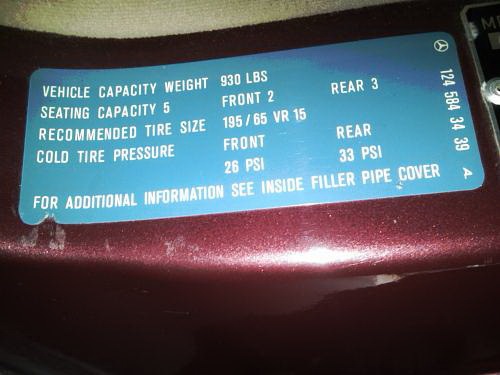 VEHICLE CAPACITY WEIGHT 930 LBS
SEATING CAPACITY 5 FRONT 2 REAR 3
RECOMMENDED TIRE SIZE 195/65 VR 15
COLD TIRE PRESSURE FRONT REAR
26 PSI 33 PSI
FOR ADDITIONAL INFORMATION SEE INSIDE FILLER PIPE COVER
124 584 34 39 A